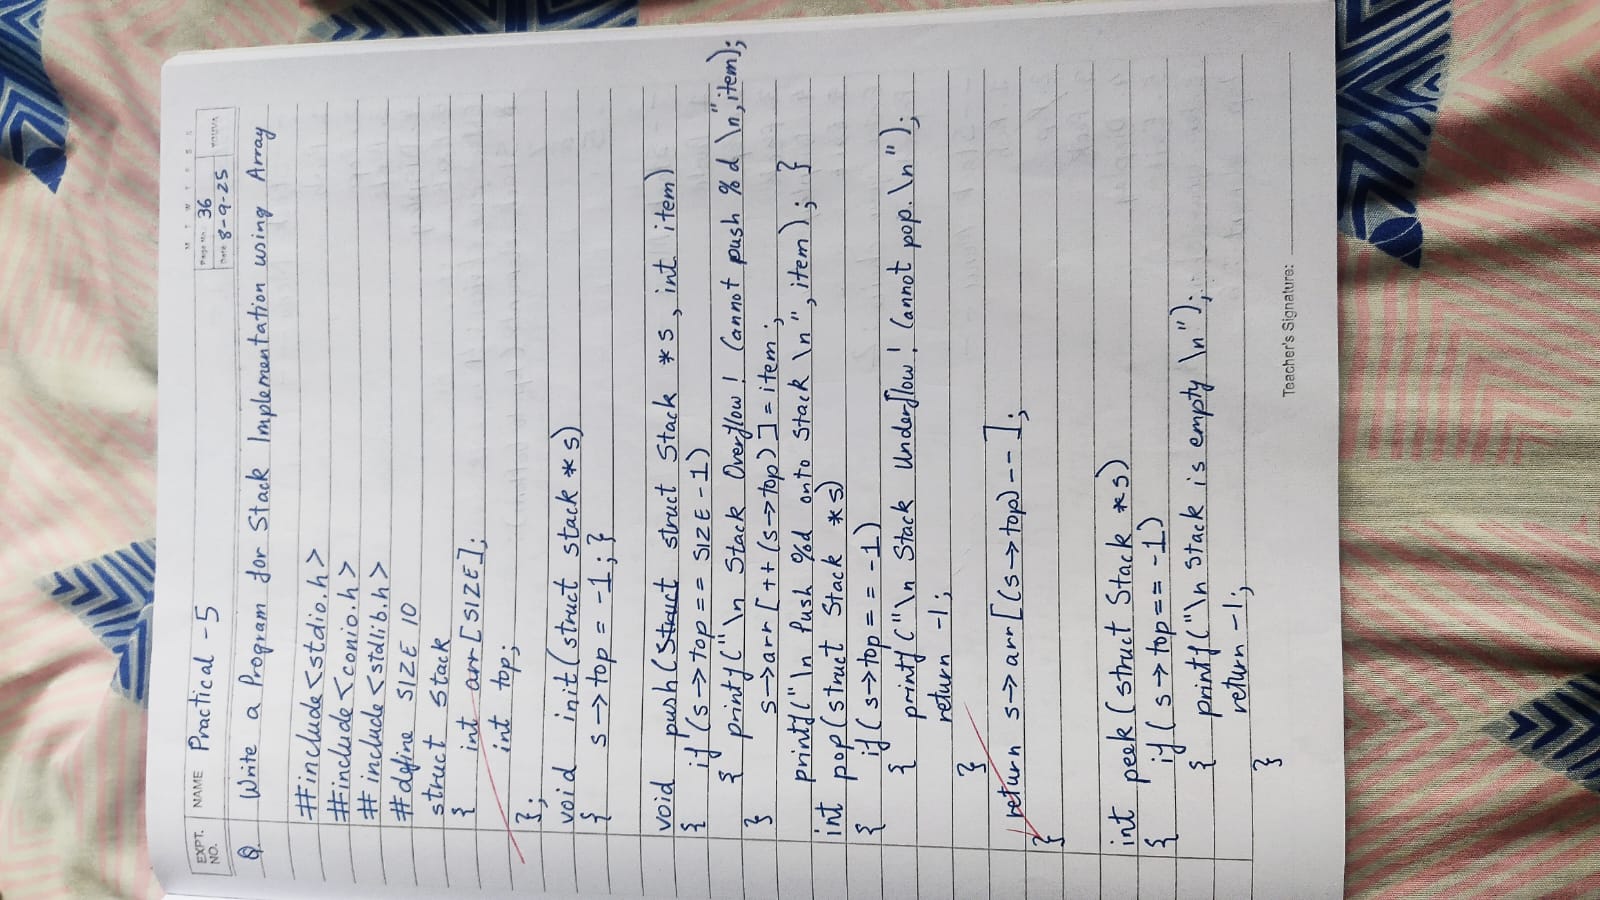 M T W T F S S
EXPT. NO. NAME Practical - 5
Page No. 36
Date 8-9-25
Q. Write a Program for Stack Implementation using Array
#include <stdio.h>
#include <conio.h>
# include <stdlib.h>
#define SIZE 10
struct Stack
{ int arr [SIZE];
int top;
};
void init (struct stack * s)
{ s → top = -1; }
void push (Struct struct Stack * s, int item)
{ if (s → top == SIZE - 1)
{ printf ("\n Stack Overflow! Cannot push %d \n", item);
} s→arr [ ++ (s→top) ] = item ;
printf ("\n Push %d onto Stack \n", item) ; }
int pop (struct Stack * s)
{ if ( s→top = = -1)
{ printf ("\n Stack Underflow! Cannot pop. \n");
return -1;
}
return s→ arr [(s→top) -- ];
}
int peek (struct Stack * s)
{ if ( s→ top == -1)
{ printf ("\n Stack is empty \n");
return -1;
}
Teacher's Signature: